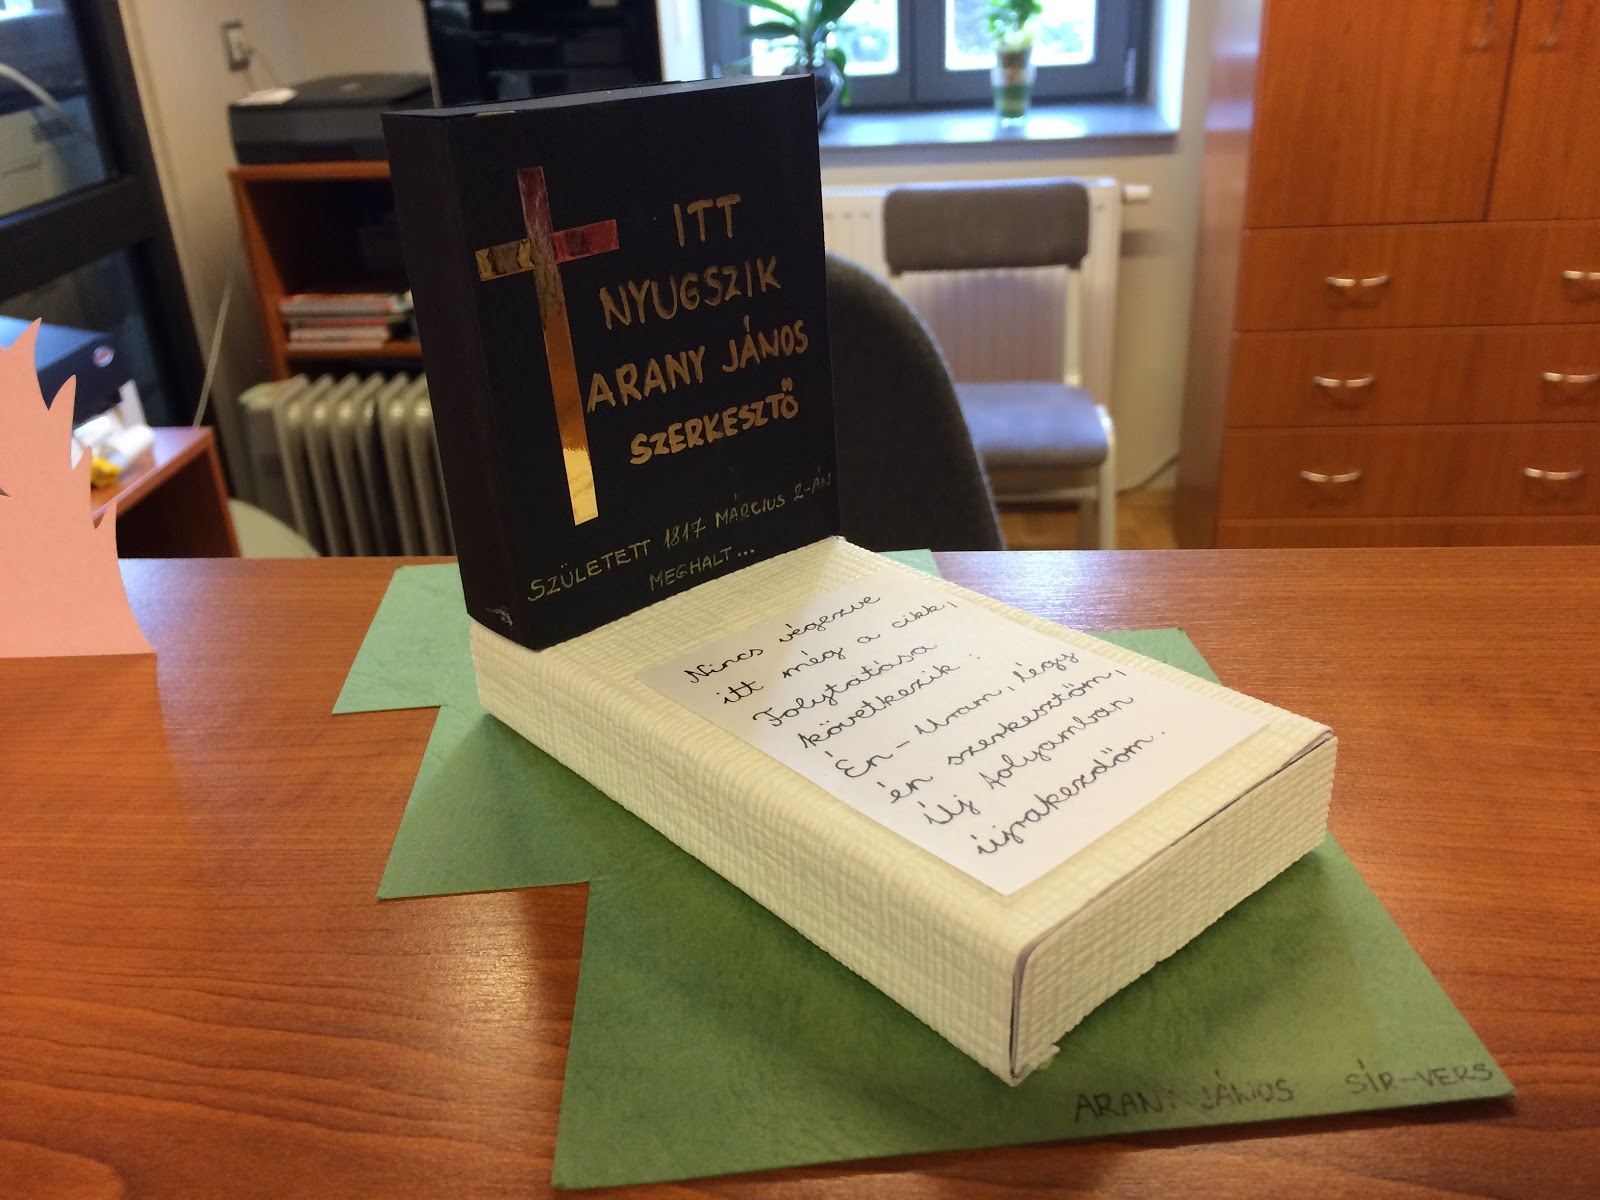 ITT
NYUGSZIK
ARANY JÁNOS
SZERKESZTŐ
SZÜLETETT 1817 MÁRCIUS 2-ÁN
MEGHALT...
Nincs végezve
itt még a cikk,
Folytatása
következik:
Én - Uram, légy
én szerkesztőm,
Új folyamban
újrakezdőm.
ARANY JÁNOS SÍR-VERS